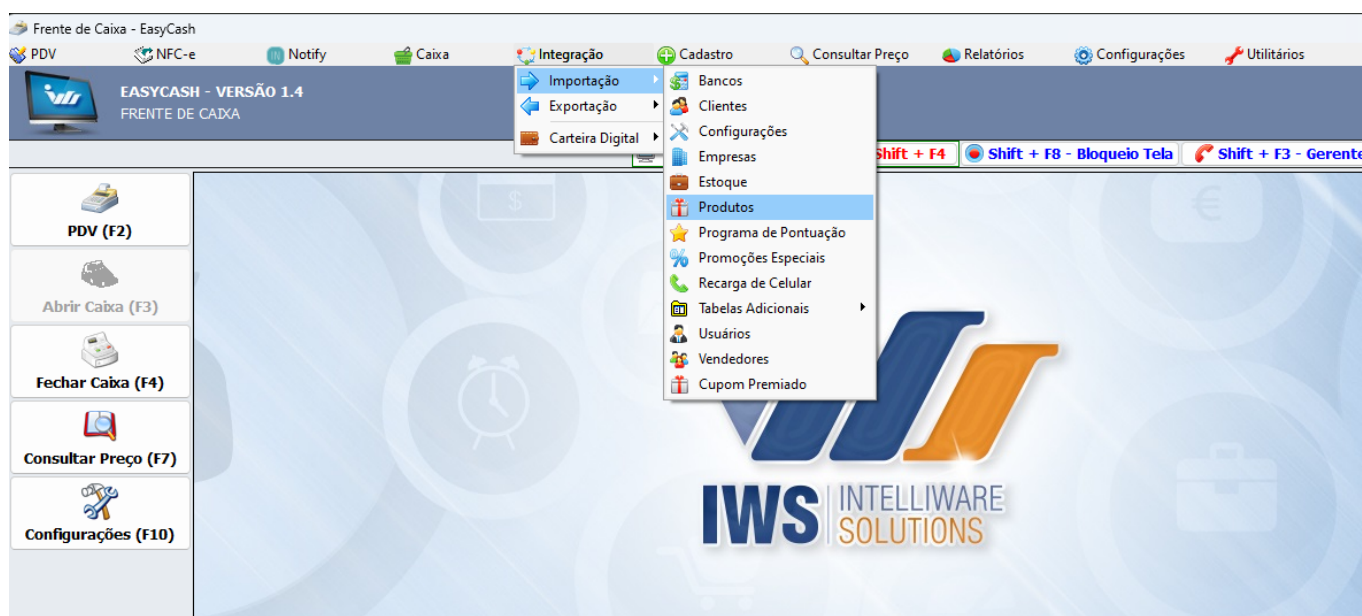 Frente de Caixa - EasyCash
PDV NFC-e IN Notify Caixa Integração Cadastro Consultar Preço Relatórios Configurações Utilitários
EASYCASH - VERSÃO 1.4
FRENTE DE CAIXA
Importação
Exportação
Carteira Digital
Bancos
Clientes
Configurações
Empresas
Estoque
Produtos
Programa de Pontuação
Promoções Especiais
Recarga de Celular
Tabelas Adicionais
Usuários
Vendedores
Cupom Premiado
Shift + F4 Shift + F8 - Bloqueio Tela Shift + F3 - Gerente
PDV (F2)
Abrir Caixa (F3)
Fechar Caixa (F4)
Consultar Preço (F7)
Configurações (F10)
IWS INTELLIWARE
SOLUTIONS